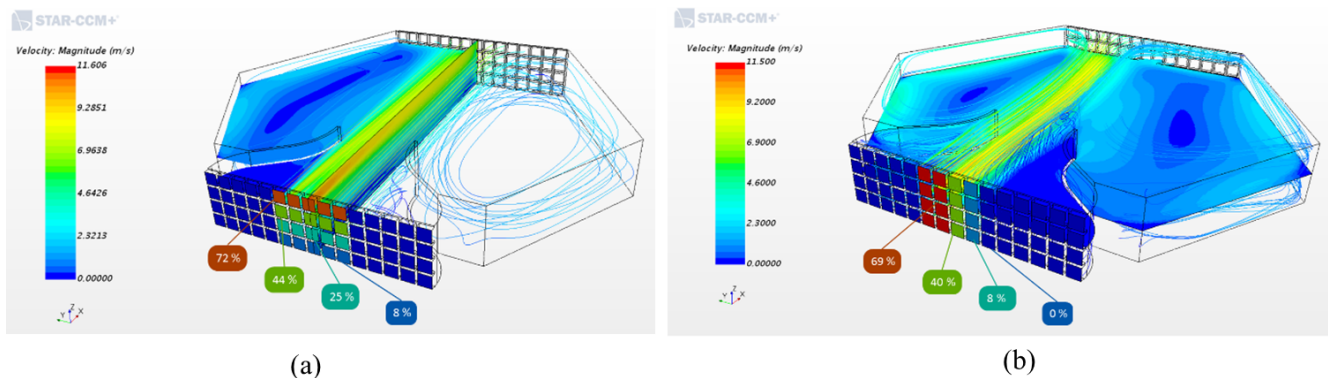 STAR-CCM+
Velocity: Magnitude (m/s)
11.606
9.2851
6.9638
4.6426
2.3213
0.00000
Z
Y X
72 %
44 %
25 %
8 %
(a)
STAR-CCM+
Velocity: Magnitude (m/s)
11.500
9.2000
6.9000
4.6000
2.3000
0.00000
Z
Y X
69 %
40 %
8 %
0 %
(b)